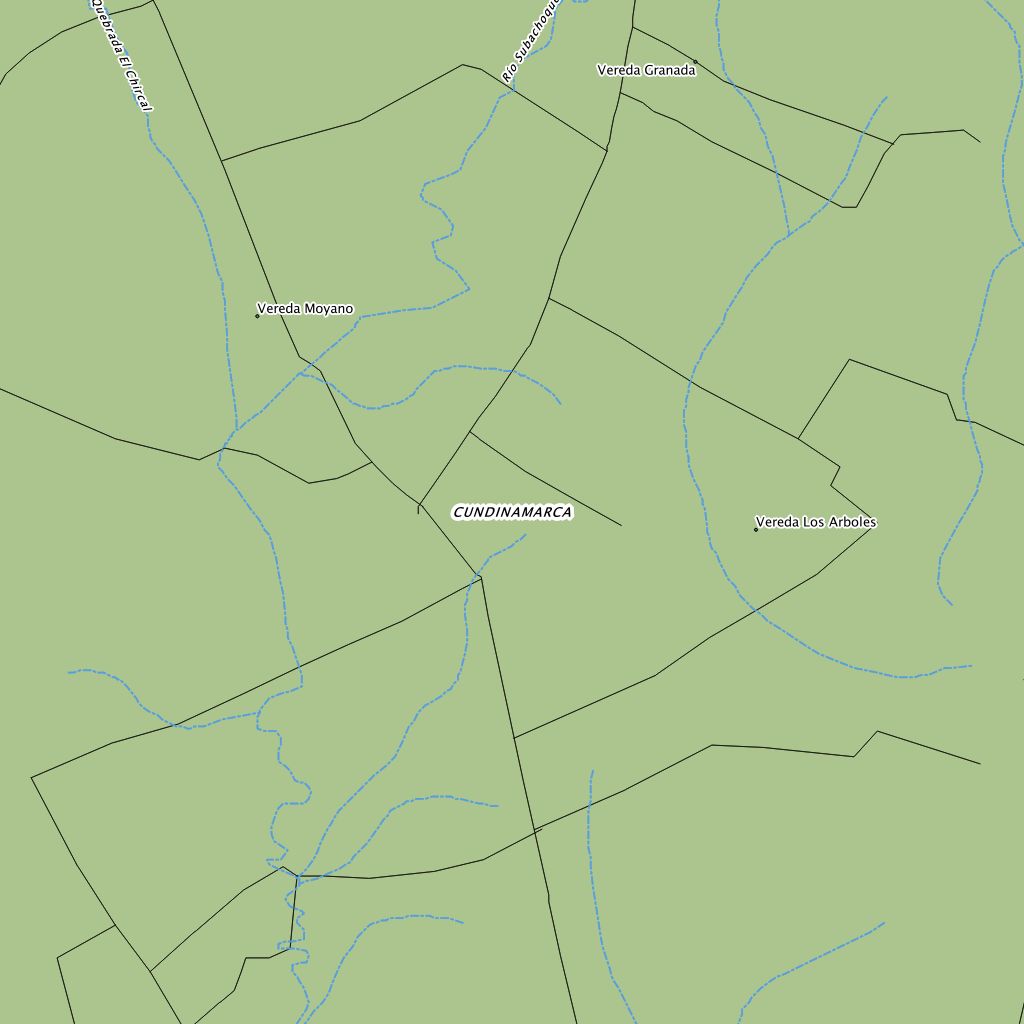 Quebrada El Chircal
Río Subachoque
Vereda Granada
Vereda Moyano
CUNDINAMARCA
Vereda Los Arboles